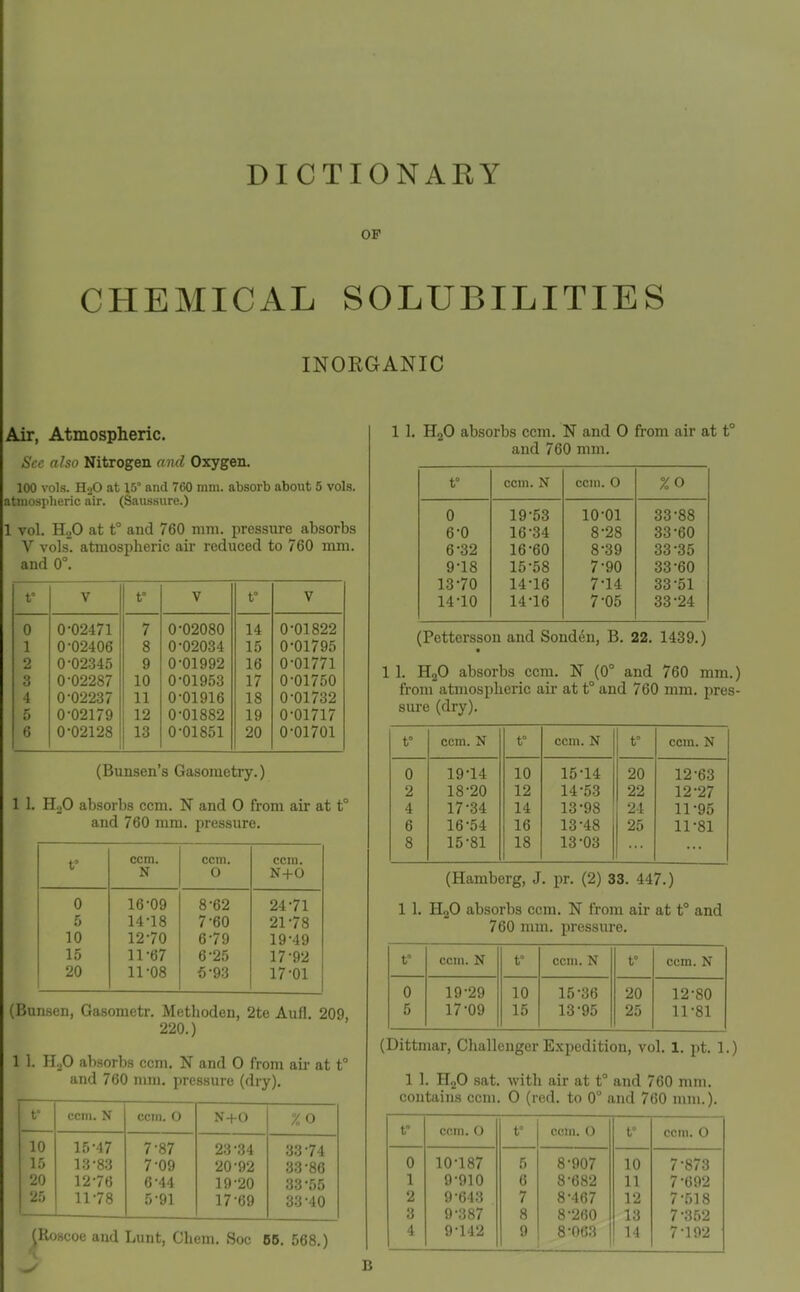 DICTIONARY
OF
CHEMICAL SOLUBILITIES
INORGANIC
Air, Atmospheric.
See also Nitrogen and Oxygen.
100 vols. H₂O at 15° and 760 mm. absorb about 5 vols.
atmospheric air. (Saussure.)
1 vol. H₂O at t° and 760 mm. pressure absorbs
V vols. atmospheric air reduced to 760 mm.
and 0°.
t° V t° V t° V
0 0·02471 7 0·02080 14 0·01822
1 0·02406 8 0·02034 15 0·01795
2 0·02345 9 0·01992 16 0·01771
3 0·02287 10 0·01953 17 0·01750
4 0·02237 11 0·01916 18 0·01732
5 0·02179 12 0·01882 19 0·01717
6 0·02128 13 0·01851 20 0·01701
(Bunsen's Gasometry.)
1 l. H₂O absorbs ccm. N and O from air at t°
and 760 mm. pressure.
t° ccm. N ccm. O ccm. N+O
0 16·09 8·62 24·71
5 14·18 7·60 21·78
10 12·70 6·79 19·49
15 11·67 6·25 17·92
20 11·08 5·93 17·01
(Bunsen, Gasometr. Methoden, 2te Aufl. 209,
220.)
1 l. H₂O absorbs ccm. N and O from air at t°
and 760 mm. pressure (dry).
t° ccm. N ccm. O N+O % O
10 15·47 7·87 23·34 33·74
15 13·83 7·09 20·92 33·86
20 12·76 6·44 19·20 33·55
25 11·78 5·91 17·69 33·40
(Roscoe and Lunt, Chem. Soc 55. 568.)
1 l. H₂O absorbs ccm. N and O from air at t°
and 760 mm.
t° ccm. N ccm. O % O
0 19·53 10·01 33·88
6·0 16·34 8·28 33·60
6·32 16·60 8·39 33·35
9·18 15·58 7·90 33·60
13·70 14·16 7·14 33·51
14·10 14·16 7·05 33·24
(Pettersson and Sondén, B. 22. 1439.)
1 l. H₂O absorbs ccm. N (0° and 760 mm.)
from atmospheric air at t° and 760 mm. pres-
sure (dry).
t° ccm. N t° ccm. N t° ccm. N
0 19·14 10 15·14 20 12·63
2 18·20 12 14·53 22 12·27
4 17·34 14 13·98 24 11·95
6 16·54 16 13·48 25 11·81
8 15·81 18 13·03 ... ...
(Hamberg, J. pr. (2) 33. 447.)
1 l. H₂O absorbs ccm. N from air at t° and
760 mm. pressure.
t° ccm. N t° ccm. N t° ccm. N
0 19·29 10 15·36 20 12·80
5 17·09 15 13·95 25 11·81
(Dittmar, Challenger Expedition, vol. 1. pt. 1.)
1 l. H₂O sat. with air at t° and 760 mm.
contains ccm. O (red. to 0° and 760 mm.).
t° ccm. O t° ccm. O t° ccm. O
0 10·187 5 8·907 10 7·873
1 9·910 6 8·682 11 7·692
2 9·643 7 8·467 12 7·518
3 9·387 8 8·260 13 7·352
4 9·142 9 8·063 14 7·192
B